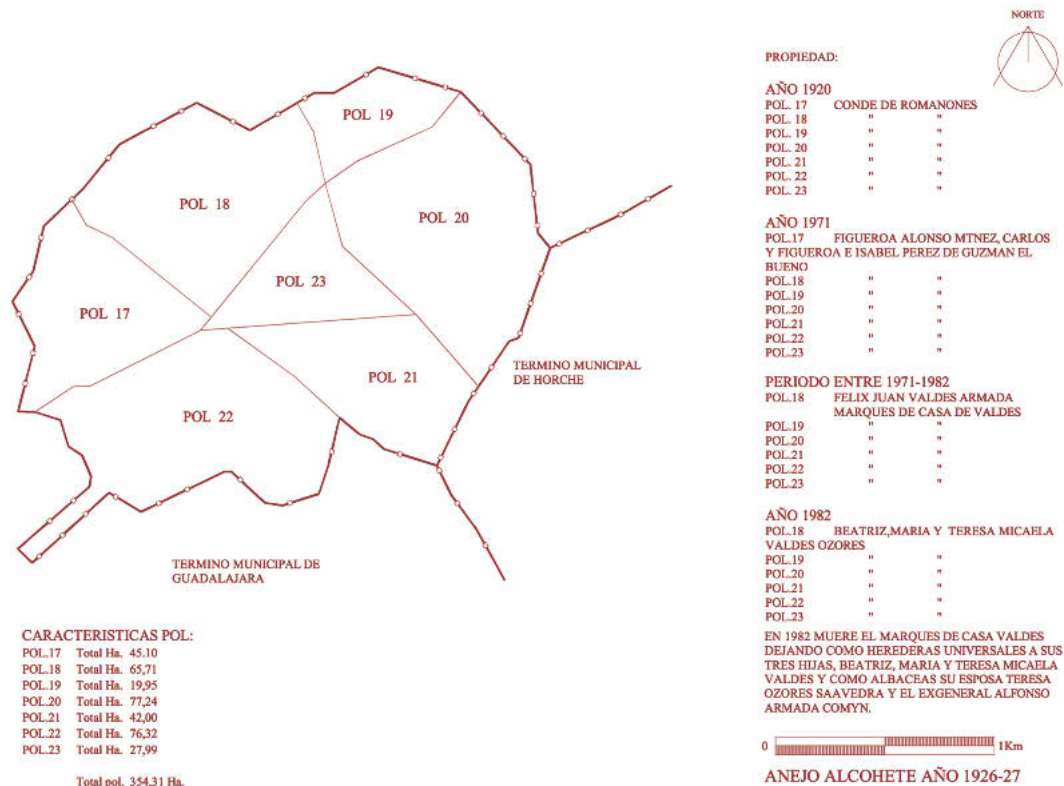 NORTE
POL 19
POL 18
POL 20
POL 23
POL 17
POL 21
POL 22
TERMINO MUNICIPAL
DE HORCHE
TERMINO MUNICIPAL DE
GUADALAJARA
CARACTERISTICAS POL:
POL.17 Total Ha. 45.10
POL.18 Total Ha. 65,71
POL.19 Total Ha. 19,95
POL.20 Total Ha. 77,24
POL.21 Total Ha. 42,00
POL.22 Total Ha. 76,32
POL.23 Total Ha. 27,99
Total pol. 354,31 Ha.
PROPIEDAD:
AÑO 1920
POL. 17 CONDE DE ROMANONES
POL. 18 " "
POL. 19 " "
POL. 20 " "
POL. 21 " "
POL. 22 " "
POL. 23 " "
AÑO 1971
POL.17 FIGUEROA ALONSO MTNEZ, CARLOS
Y FIGUEROA E ISABEL PEREZ DE GUZMAN EL
BUENO
POL.18 " "
POL.19 " "
POL.20 " "
POL.21 " "
POL.22 " "
POL.23 " "
PERIODO ENTRE 1971-1982
POL.18 FELIX JUAN VALDES ARMADA
MARQUES DE CASA DE VALDES
POL.19 " "
POL.20 " "
POL.21 " "
POL.22 " "
POL.23 " "
AÑO 1982
POL.18 BEATRIZ,MARIA Y TERESA MICAELA
VALDES OZORES
POL.19 " "
POL.20 " "
POL.21 " "
POL.22 " "
POL.23 " "
EN 1982 MUERE EL MARQUES DE CASA VALDES
DEJANDO COMO HEREDERAS UNIVERSALES A SUS
TRES HIJAS, BEATRIZ, MARIA Y TERESA MICAELA
VALDES Y COMO ALBACEAS SU ESPOSA TERESA
OZORES SAAVEDRA Y EL EXGENERAL ALFONSO
ARMADA COMYN.
0 1Km
ANEJO ALCOHETE AÑO 1926-27